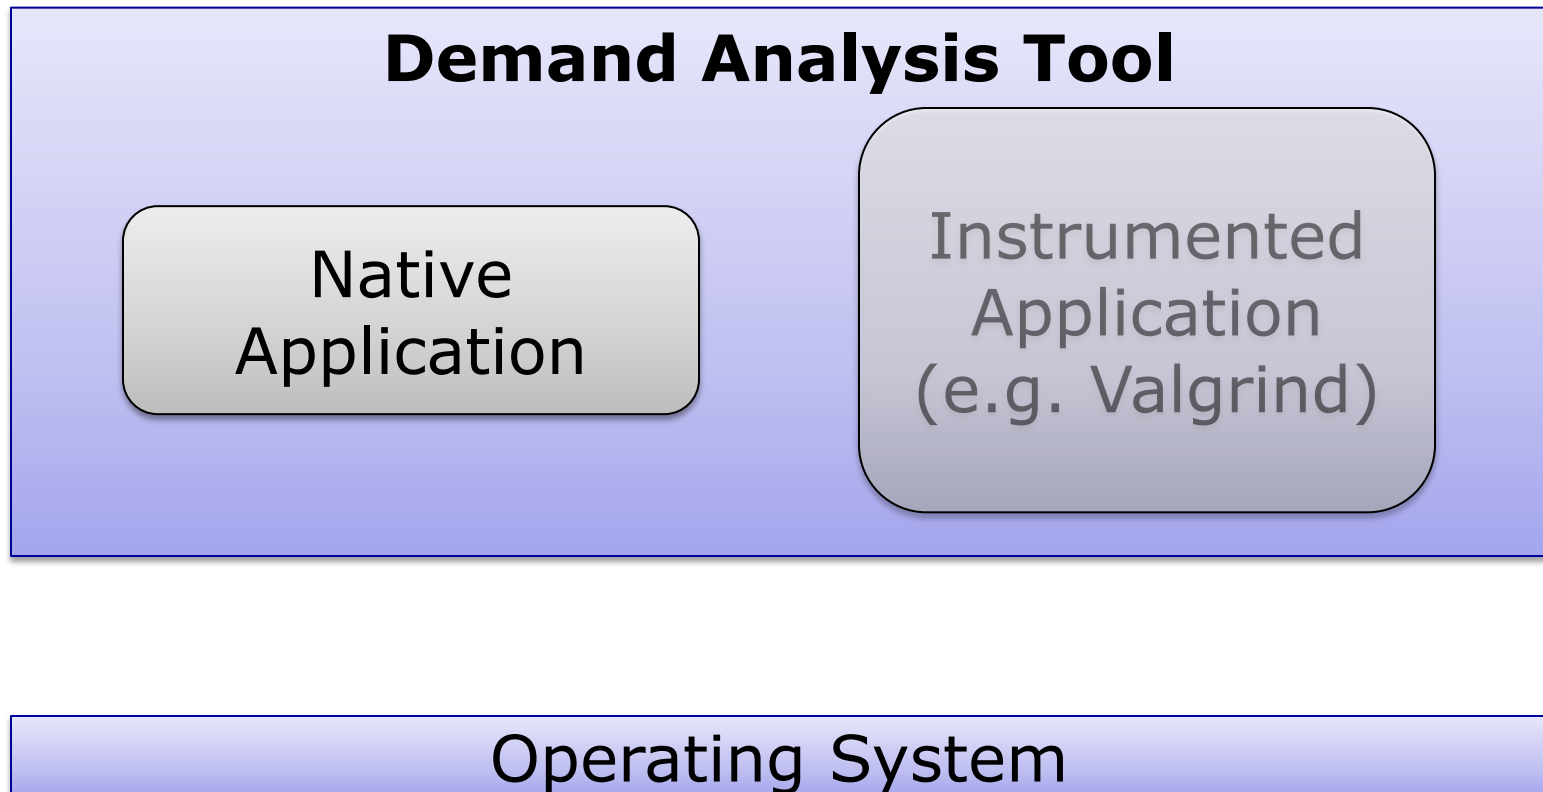 Demand Analysis Tool
Native
Application
Instrumented
Application
(e.g. Valgrind)
Operating System